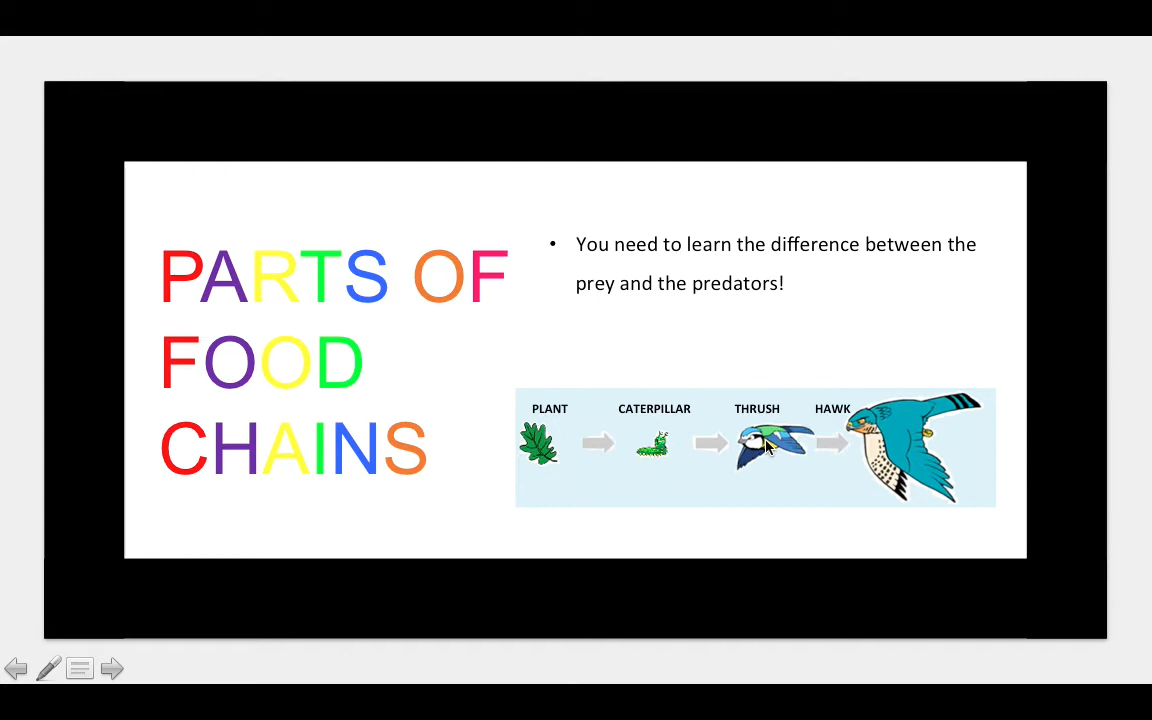 PARTS OF
FOOD
CHAINS
• You need to learn the difference between the
prey and the predators!
PLANT CATERPILLAR THRUSH HAWK